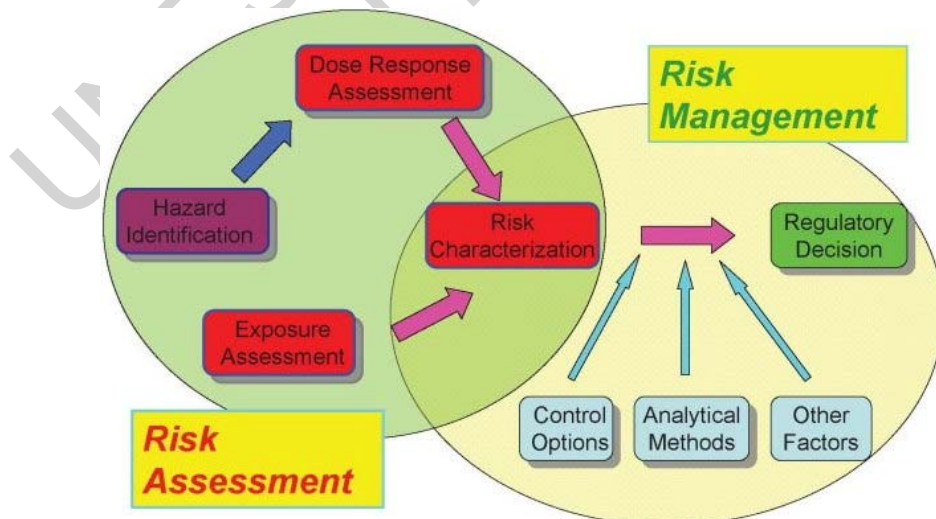 Dose Response
Assessment
Risk
Management
Hazard
Identification
Risk
Characterization
Regulatory
Decision
Exposure
Assessment
Control
Options
Analytical
Methods
Other
Factors
Risk
Assessment